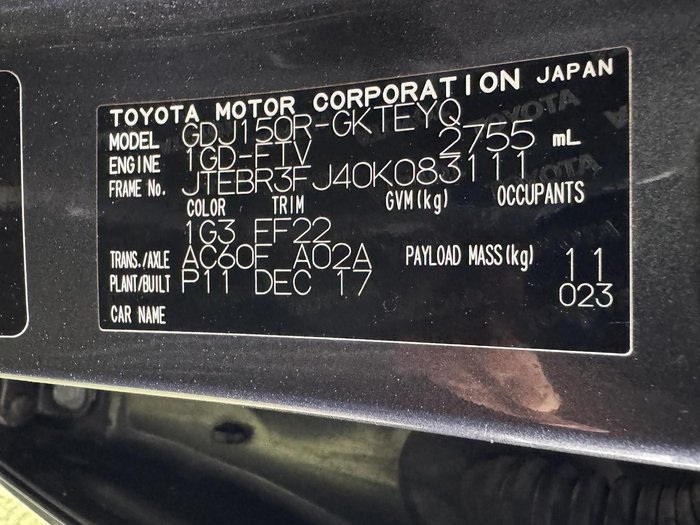 TOYOTA MOTOR CORPORATION JAPAN
MODEL GDJ150R-GKTEYQ
ENGINE 1GD-FTV 2755 mL
FRAME No. JTEBR3FJ40K083111
COLOR TRIM GVM(kg) OCCUPANTS
1G3 FF22
TRANS./AXLE AC60F A02A PAYLOAD MASS(kg) 11
PLANT/BUILT P11 DEC 17 023
CAR NAME